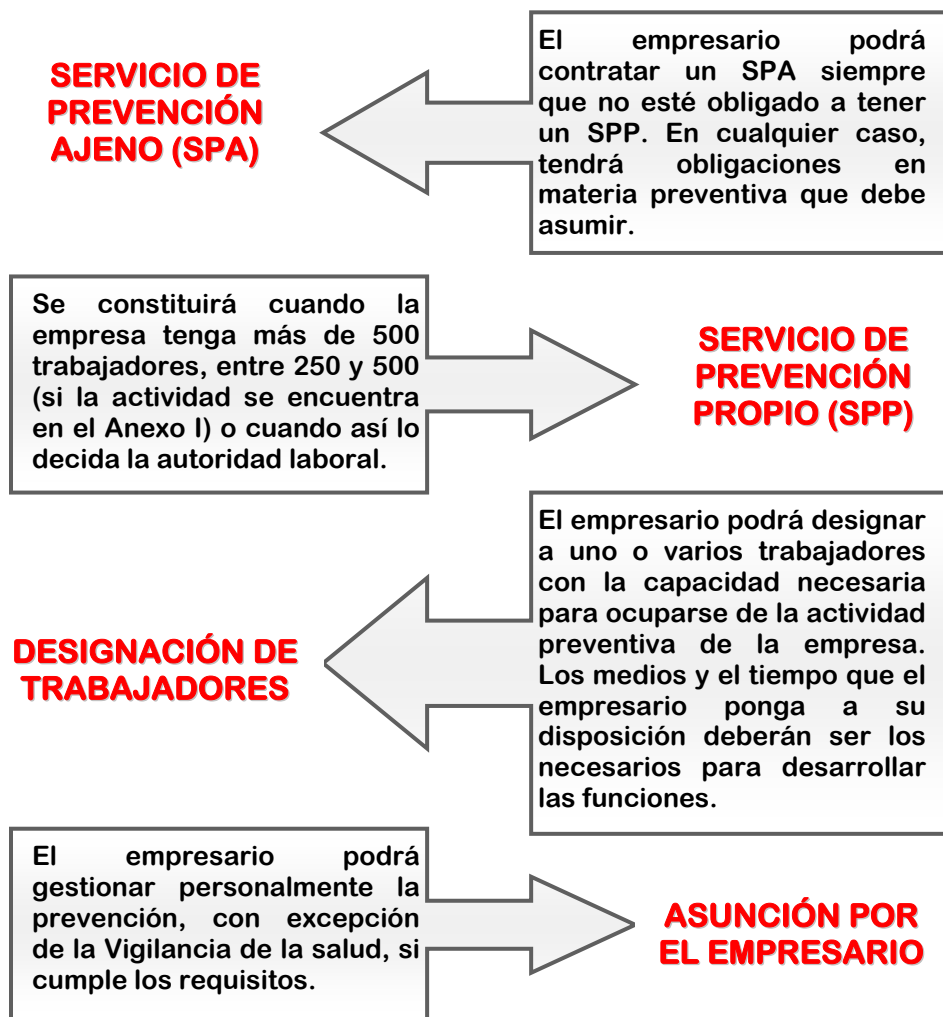 SERVICIO DE
PREVENCIÓN
AJENO (SPA)
El empresario podrá
contratar un SPA siempre
que no esté obligado a tener
un SPP. En cualquier caso,
tendrá obligaciones en
materia preventiva que debe
asumir.
Se constituirá cuando la
empresa tenga más de 500
trabajadores, entre 250 y 500
(si la actividad se encuentra
en el Anexo I) o cuando así lo
decida la autoridad laboral.
SERVICIO DE
PREVENCIÓN
PROPIO (SPP)
DESIGNACIÓN DE
TRABAJADORES
El empresario podrá designar
a uno o varios trabajadores
con la capacidad necesaria
para ocuparse de la actividad
preventiva de la empresa.
Los medios y el tiempo que el
empresario ponga a su
disposición deberán ser los
necesarios para desarrollar
las funciones.
El empresario podrá
gestionar personalmente la
prevención, con excepción
de la Vigilancia de la salud, si
cumple los requisitos.
ASUNCIÓN POR
EL EMPRESARIO